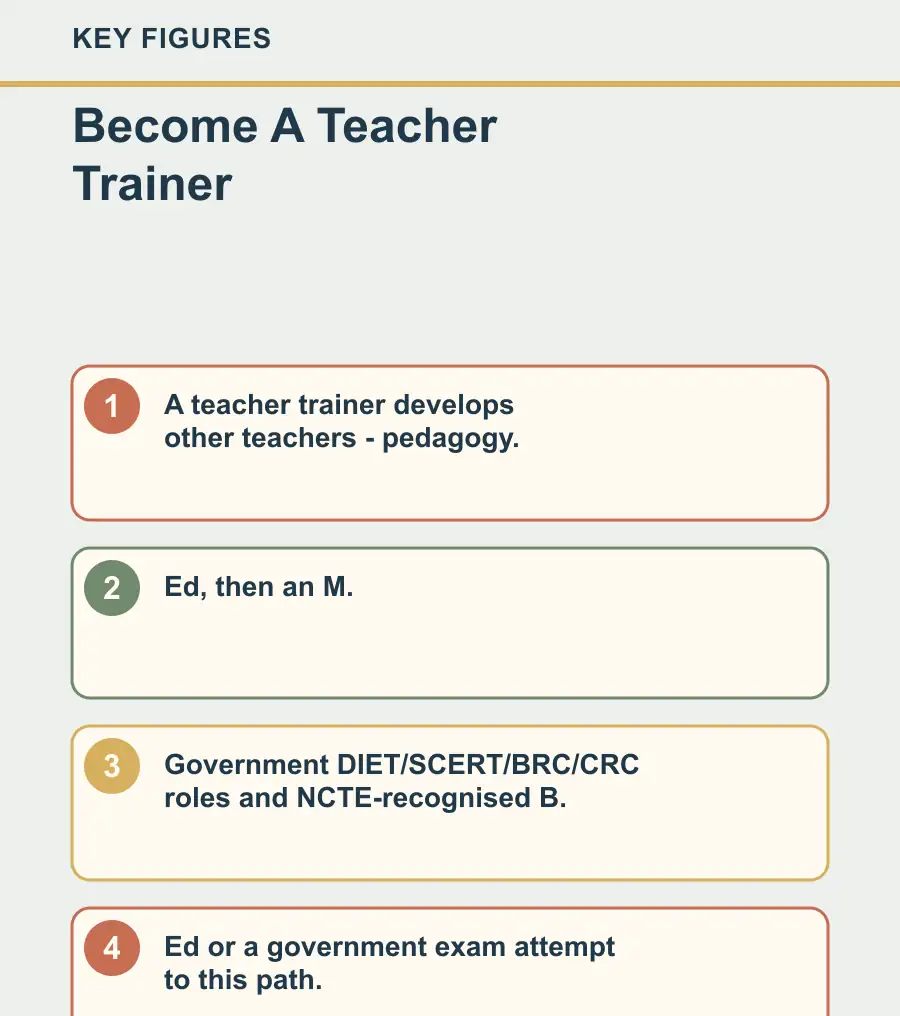 KEY FIGURES
Become A Teacher
Trainer
1
A teacher trainer develops
other teachers - pedagogy.
2
Ed, then an M.
3
Government DIET/SCERT/BRC/CRC
roles and NCTE-recognised B.
4
Ed or a government exam attempt
to this path.